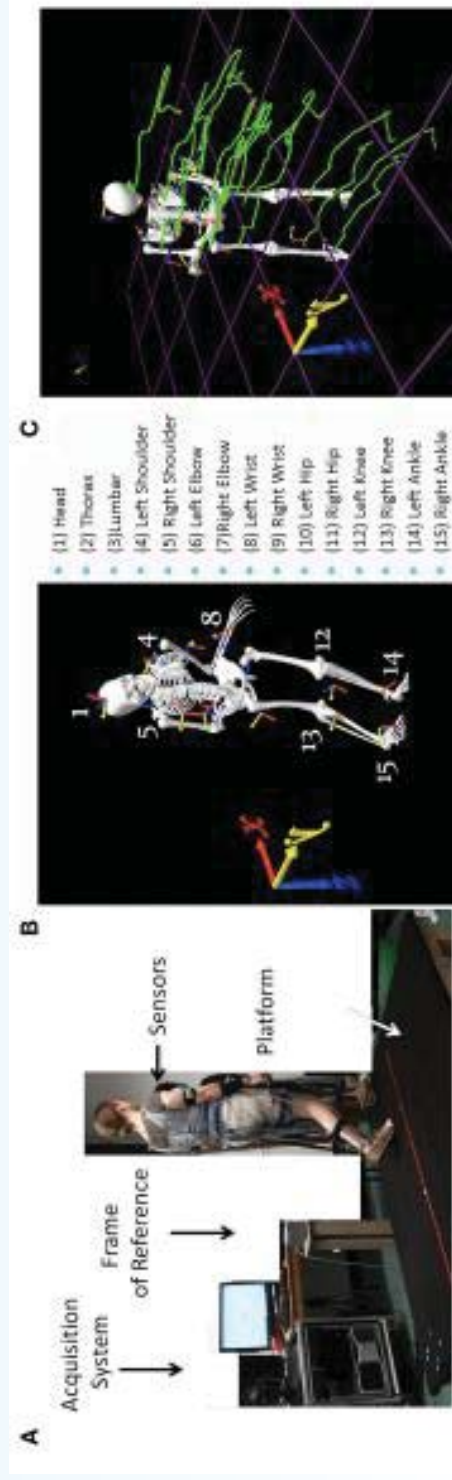 A
Acquisition
System
Frame
of Reference
Sensors
Platform
B
1
5
4
8
13
12
15
14
(1) Head
(2) Thorax
(3)Lumbar
(4) Left Shoulder
(5) Right Shoulder
(6) Left Elbow
(7)Right Elbow
(8) Left Wrist
(9) Right Wrist
(10) Left Hip
(11) Right Hip
(12) Left Knee
(13) Right Knee
(14) Left Ankle
(15) Right Ankle
C